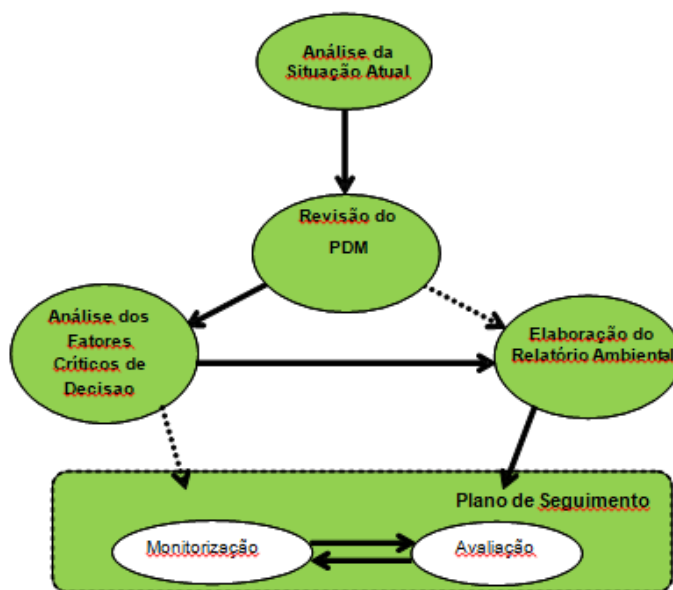 Análise da
Situação Atual
Revisão do
PDM
Análise dos
Fatores
Críticos de
Decisao
Elaboração do
Relatório Ambiental
Plano de Seguimento
Monitorização
Avaliação